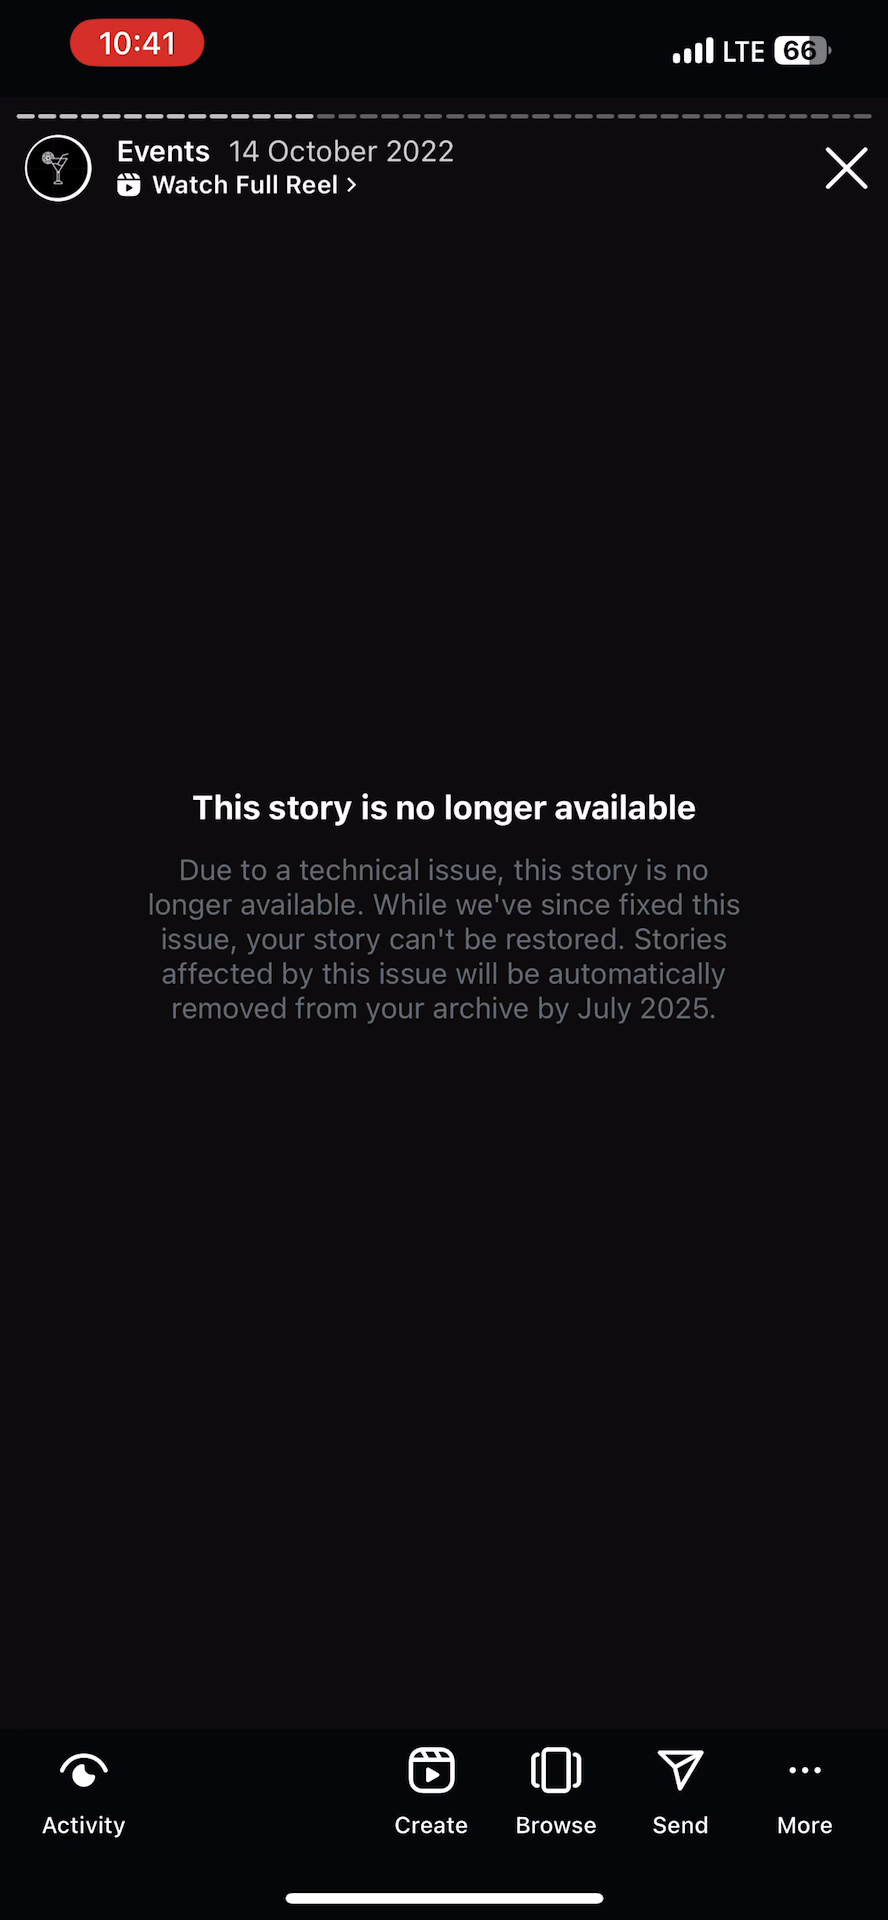 10:41
LTE 66
Events 14 October 2022
Watch Full Reel >
This story is no longer available
Due to a technical issue, this story is no
longer available. While we've since fixed this
issue, your story can't be restored. Stories
affected by this issue will be automatically
removed from your archive by July 2025.
Activity Create Browse Send More